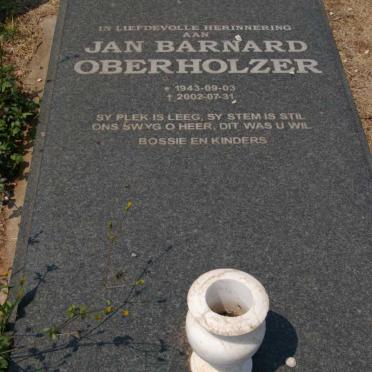 IN LIEFDEVOLLE HERINNERING
AAN
JAN BARNARD
OBERHOLZER
* 1943-09-03
† 2002-07-31
SY PLEK IS LEEG, SY STEM IS STIL
ONS SWYG O HEER, DIT WAS U WIL
BOSSIE EN KINDERS